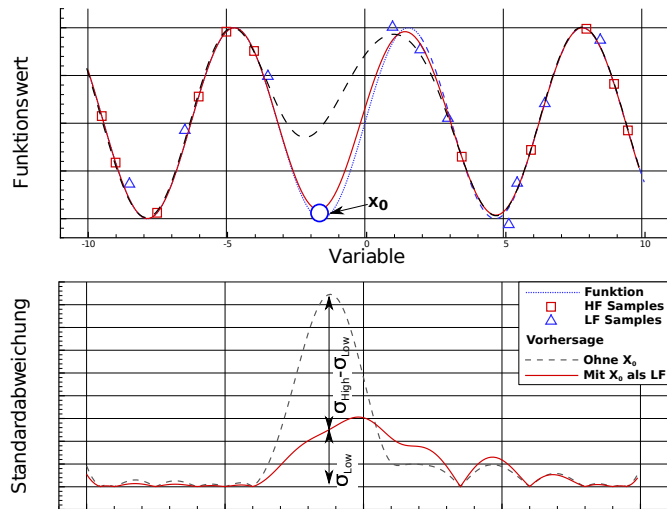 Funktionswert
x0
-10
-5
0
5
10
Variable
Standardabweichung
σHigh-σLow
σLow
Funktion
HF Samples
LF Samples
Vorhersage
Ohne X0
Mit X0 als LF